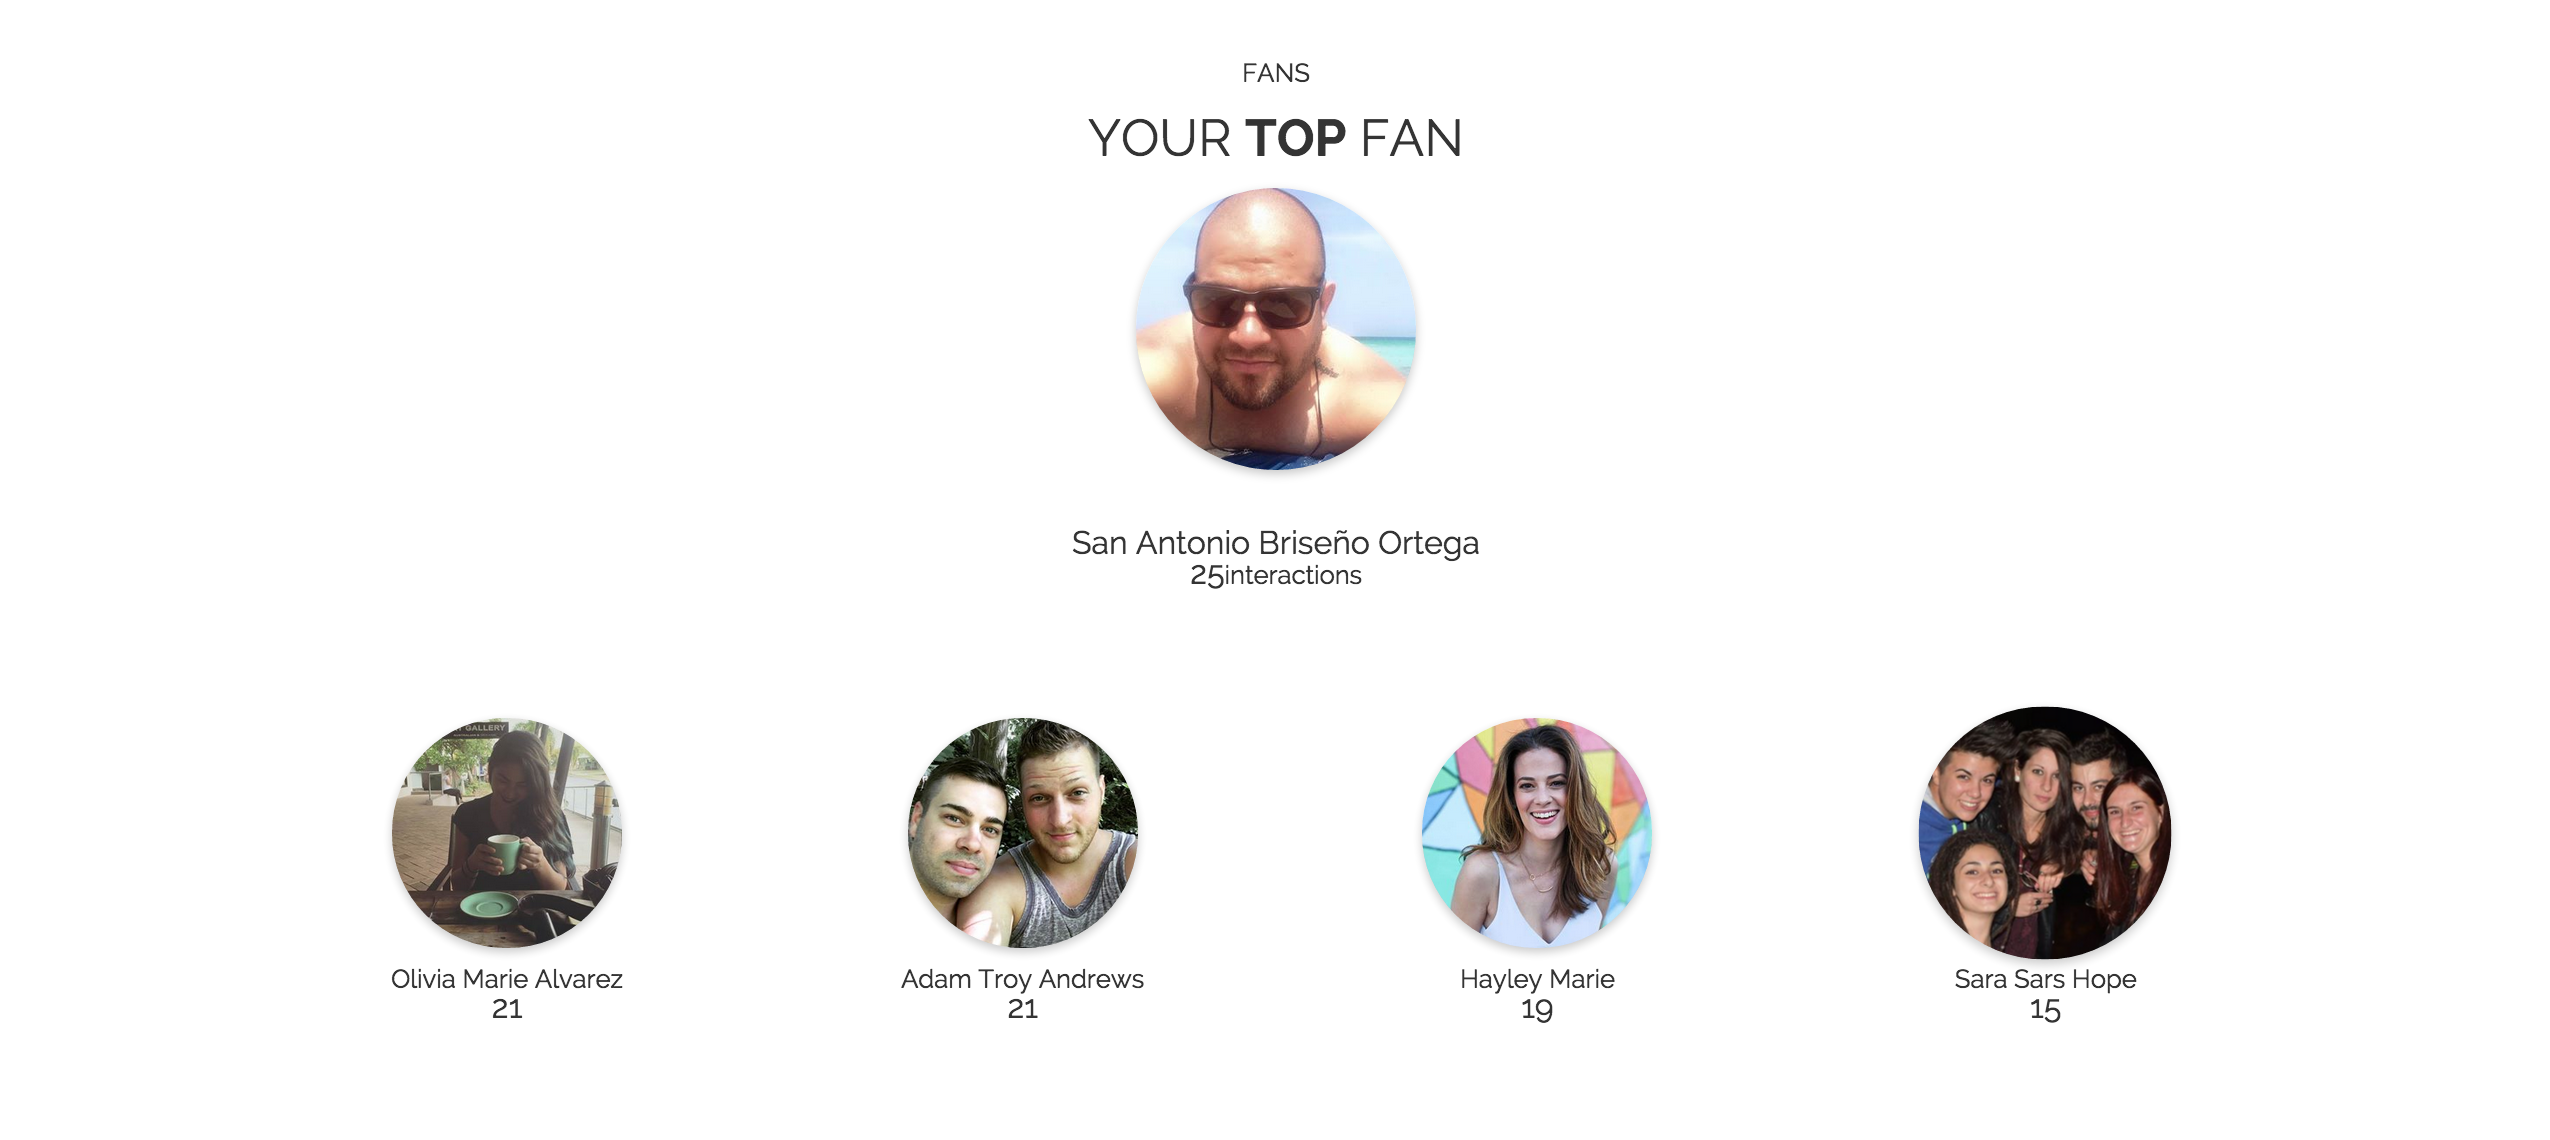 FANS
YOUR TOP FAN
San Antonio Briseño Ortega
25interactions
GALLERY
Olivia Marie Alvarez
21
Adam Troy Andrews
21
Hayley Marie
19
Sara Sars Hope
15